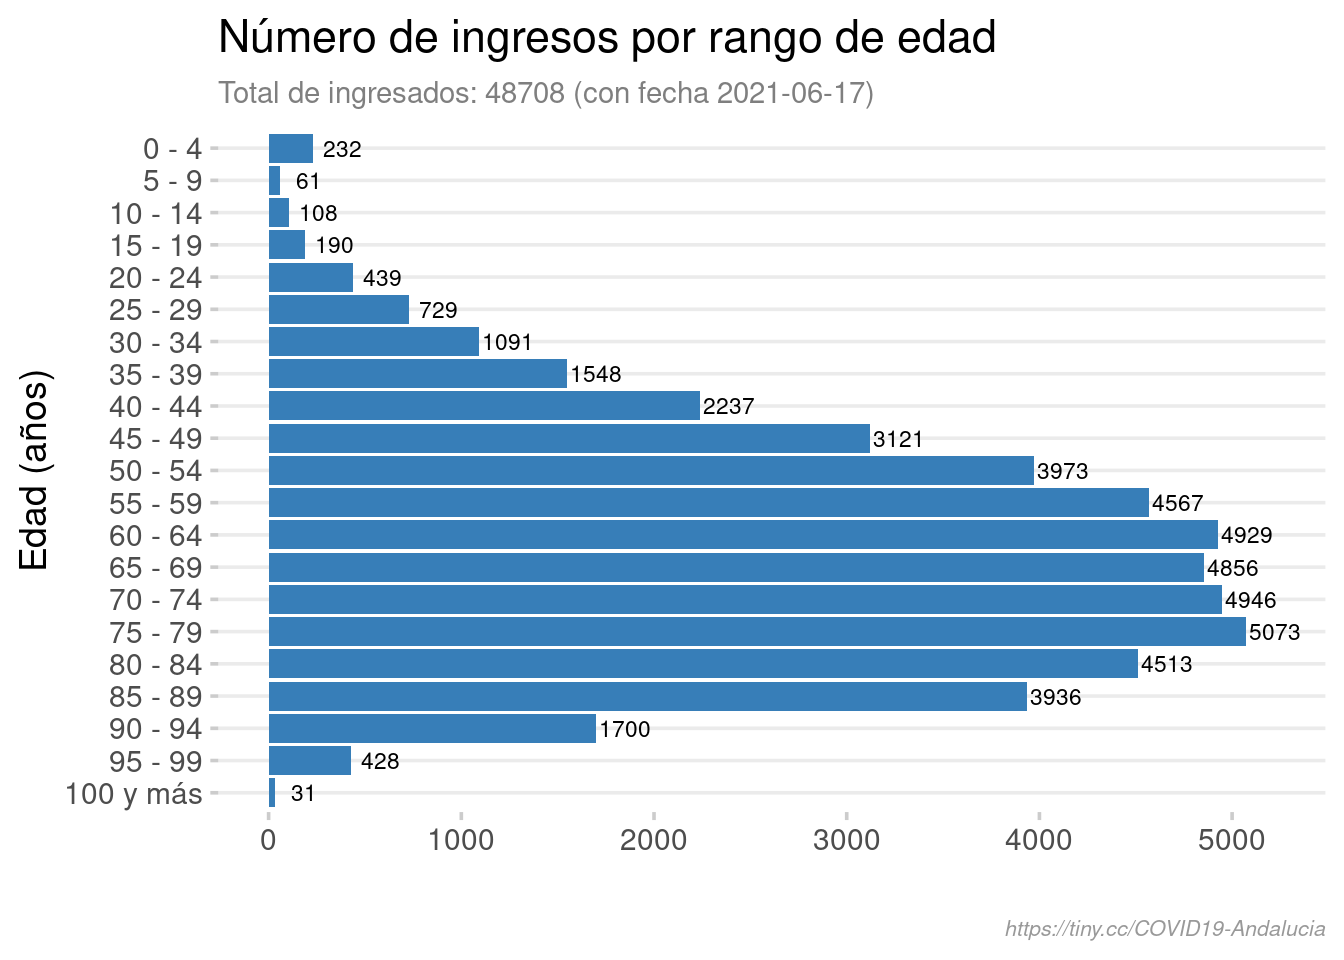 Número de ingresos por rango de edad
Total de ingresados: 48708 (con fecha 2021-06-17)
Edad (años)
0 - 4 232
5 - 9 61
10 - 14 108
15 - 19 190
20 - 24 439
25 - 29 729
30 - 34 1091
35 - 39 1548
40 - 44 2237
45 - 49 3121
50 - 54 3973
55 - 59 4567
60 - 64 4929
65 - 69 4856
70 - 74 4946
75 - 79 5073
80 - 84 4513
85 - 89 3936
90 - 94 1700
95 - 99 428
100 y más 31
0 1000 2000 3000 4000 5000
https://tiny.cc/COVID19-Andalucia